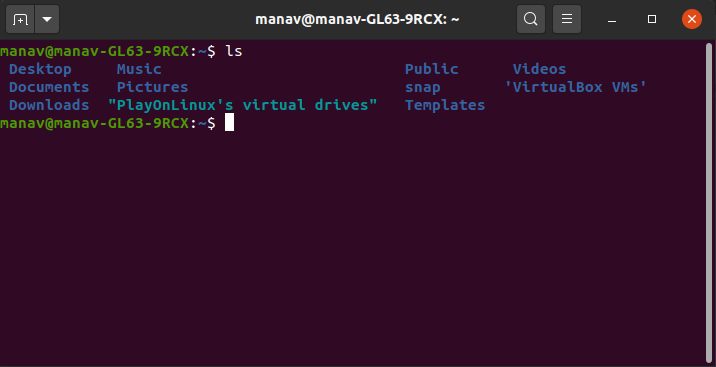 manav@manav-GL63-9RCX: ~
manav@manav-GL63-9RCX:~$ ls
Desktop Music Public Videos
Documents Pictures snap 'VirtualBox VMs'
Downloads "PlayOnLinux's virtual drives" Templates
manav@manav-GL63-9RCX:~$